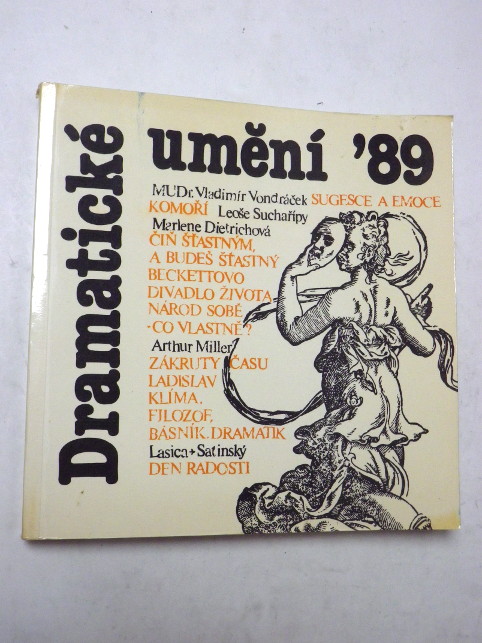 Dramatické
umění '89
MUDr. Vladimír Vondráček SUGESCE A EMOCE
KOMOŘÍ Leoše Suchařípy
Marlene Dietrichová
ČIŇ ŠŤASTNÝM,
A BUDEŠ ŠŤASTNÝ
BECKETTOVO
DIVADLO ŽIVOTA
NÁROD SOBĚ
-CO VLASTNĚ?
Arthur Miller
ZÁKRUTY ČASU
LADISLAV
KLÍMA,
FILOZOF,
BÁSNÍK-DRAMATIK
Lasica+Satinský
DEN RADOSTI